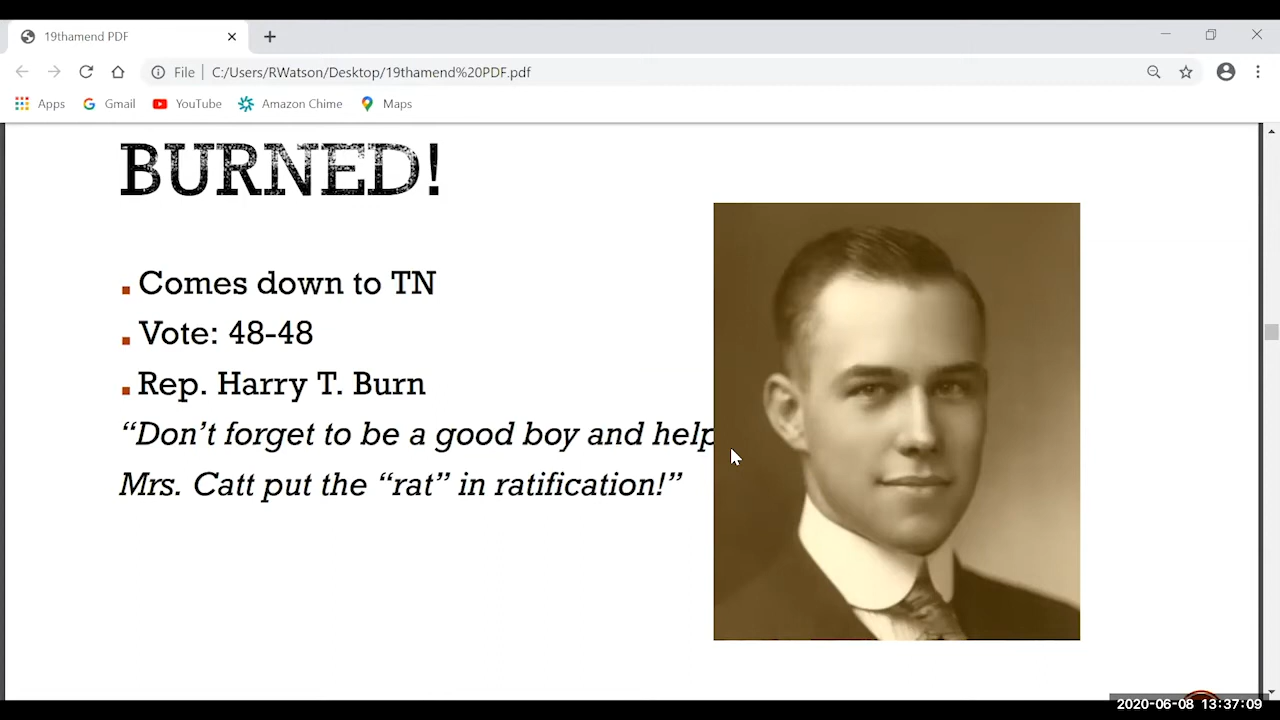 19thamend PDF
File | C:/Users/RWatson/Desktop/19thamend%20PDF.pdf
Apps Gmail YouTube Amazon Chime Maps
BURNED!
Comes down to TN
Vote: 48-48
Rep. Harry T. Burn
“Don’t forget to be a good boy and help
Mrs. Catt put the “rat” in ratification!”
2020-06-08 13:37:09